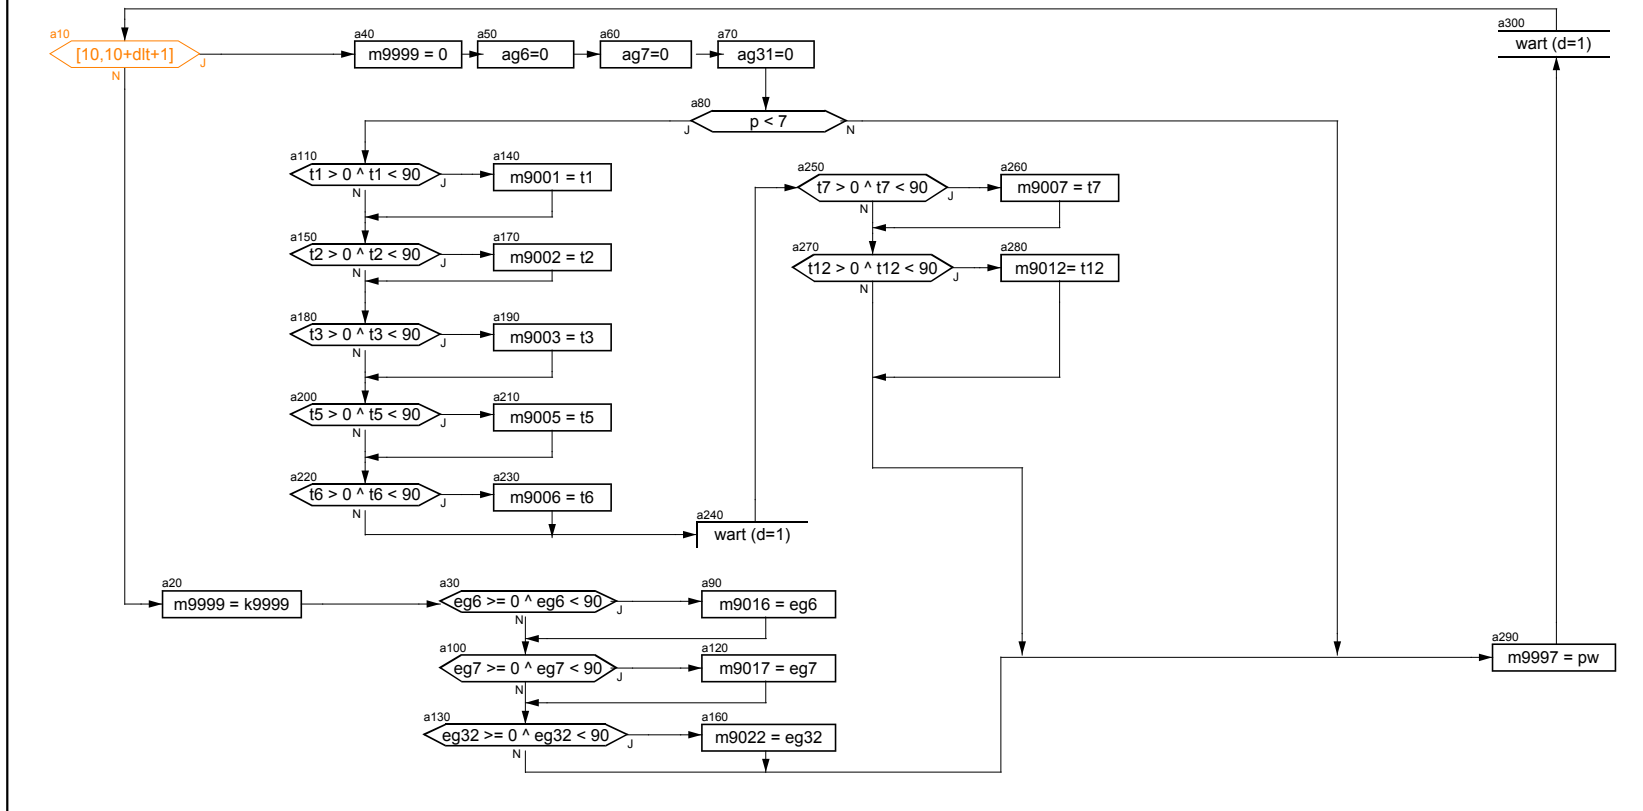 a10
[10,10+dlt+1]
J
N
a40
m9999 = 0
a50
ag6=0
a60
ag7=0
a70
ag31=0
a300
wart (d=1)
a80
p < 7
J
N
a110
t1 > 0 ^ t1 < 90
J
N
a140
m9001 = t1
a150
t2 > 0 ^ t2 < 90
J
N
a170
m9002 = t2
a180
t3 > 0 ^ t3 < 90
J
N
a190
m9003 = t3
a200
t5 > 0 ^ t5 < 90
J
N
a210
m9005 = t5
a220
t6 > 0 ^ t6 < 90
J
N
a230
m9006 = t6
a240
wart (d=1)
a250
t7 > 0 ^ t7 < 90
J
N
a260
m9007 = t7
a270
t12 > 0 ^ t12 < 90
J
N
a280
m9012= t12
a20
m9999 = k9999
a30
eg6 >= 0 ^ eg6 < 90
J
N
a90
m9016 = eg6
a100
eg7 >= 0 ^ eg7 < 90
J
N
a120
m9017 = eg7
a130
eg32 >= 0 ^ eg32 < 90
J
N
a160
m9022 = eg32
a290
m9997 = pw